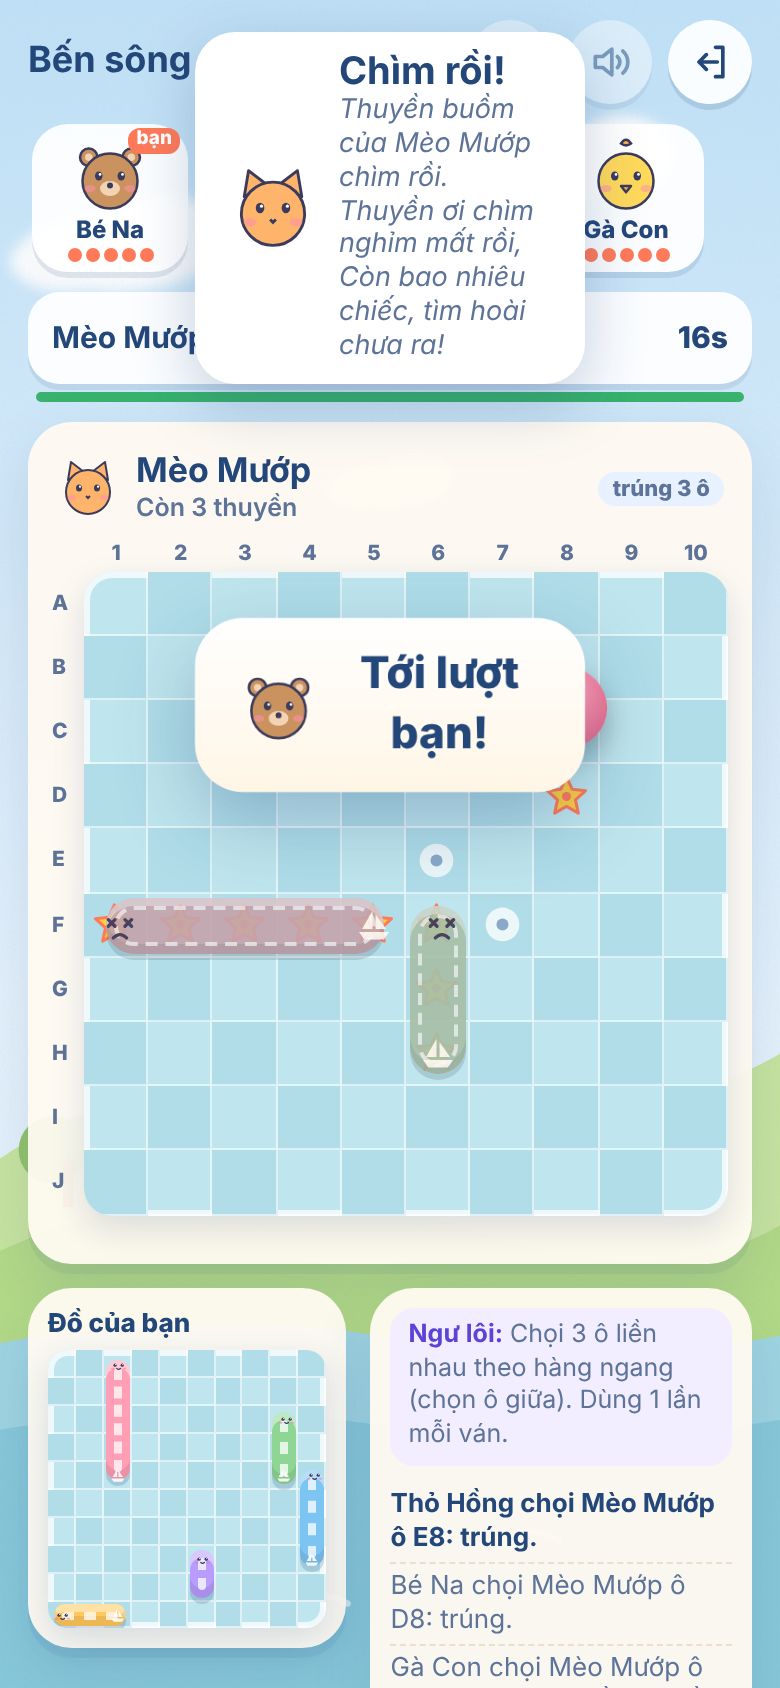 Bến sông
Chìm rồi!
Thuyền buồm
của Mèo Mướp
chìm rồi.
Thuyền ơi chìm
nghỉm mất rồi,
Còn bao nhiêu
chiếc, tìm hoài
chưa ra!
bạn
Bé Na
Gà Con
Mèo Mướp
16s
Mèo Mướp
Còn 3 thuyền
trúng 3 ô
1 2 3 4 5 6 7 8 9 10
A
B
Tới lượt
bạn!
C
D
E
F
G
H
I
J
Đồ của bạn
Ngư lôi: Chọi 3 ô liền
nhau theo hàng ngang
(chọn ô giữa). Dùng 1 lần
mỗi ván.
Thỏ Hồng chọi Mèo Mướp
ô E8: trúng.
Bé Na chọi Mèo Mướp ô
D8: trúng.
Gà Con chọi Mèo Mướp ô